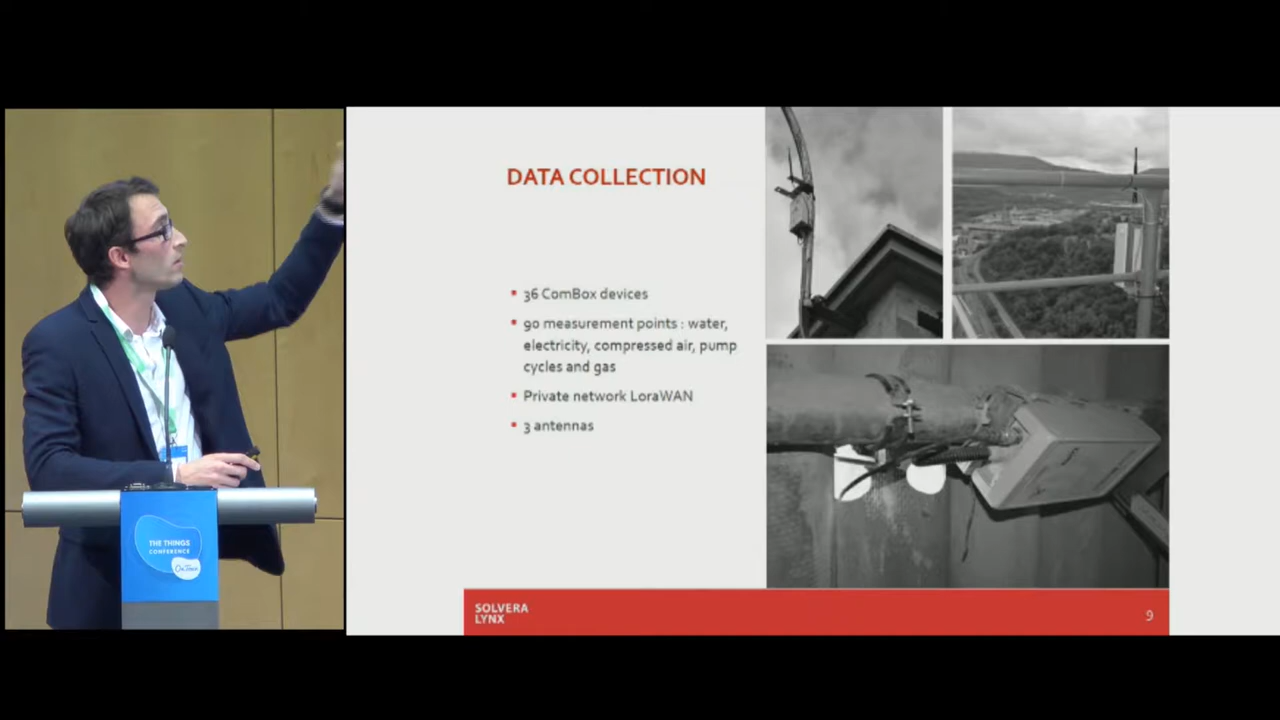 DATA COLLECTION
36 ComBox devices
90 measurement points : water,
electricity, compressed air, pump
cycles and gas
Private network LoraWAN
3 antennas
SOLVERA
LYNX
9
THE THINGS
CONFERENCE